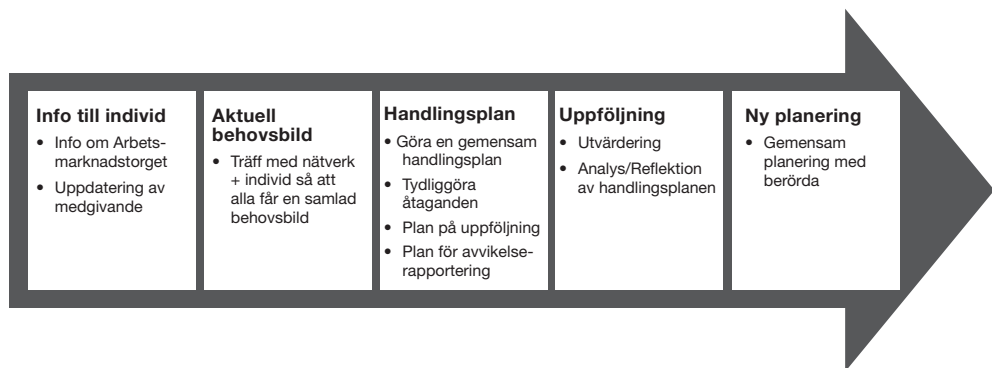 Info till individ
• Info om Arbets-
marknadstorget
• Uppdatering av
medgivande
Aktuell
behovsbild
• Träff med nätverk
+ individ så att
alla får en samlad
behovsbild
Handlingsplan
• Göra en gemensam
handlingsplan
• Tydliggöra
åtaganden
• Plan på uppföljning
• Plan för avvikelse-
rapportering
Uppföljning
• Utvärdering
• Analys/Reflektion
av handlingsplanen
Ny planering
• Gemensam
planering med
berörda